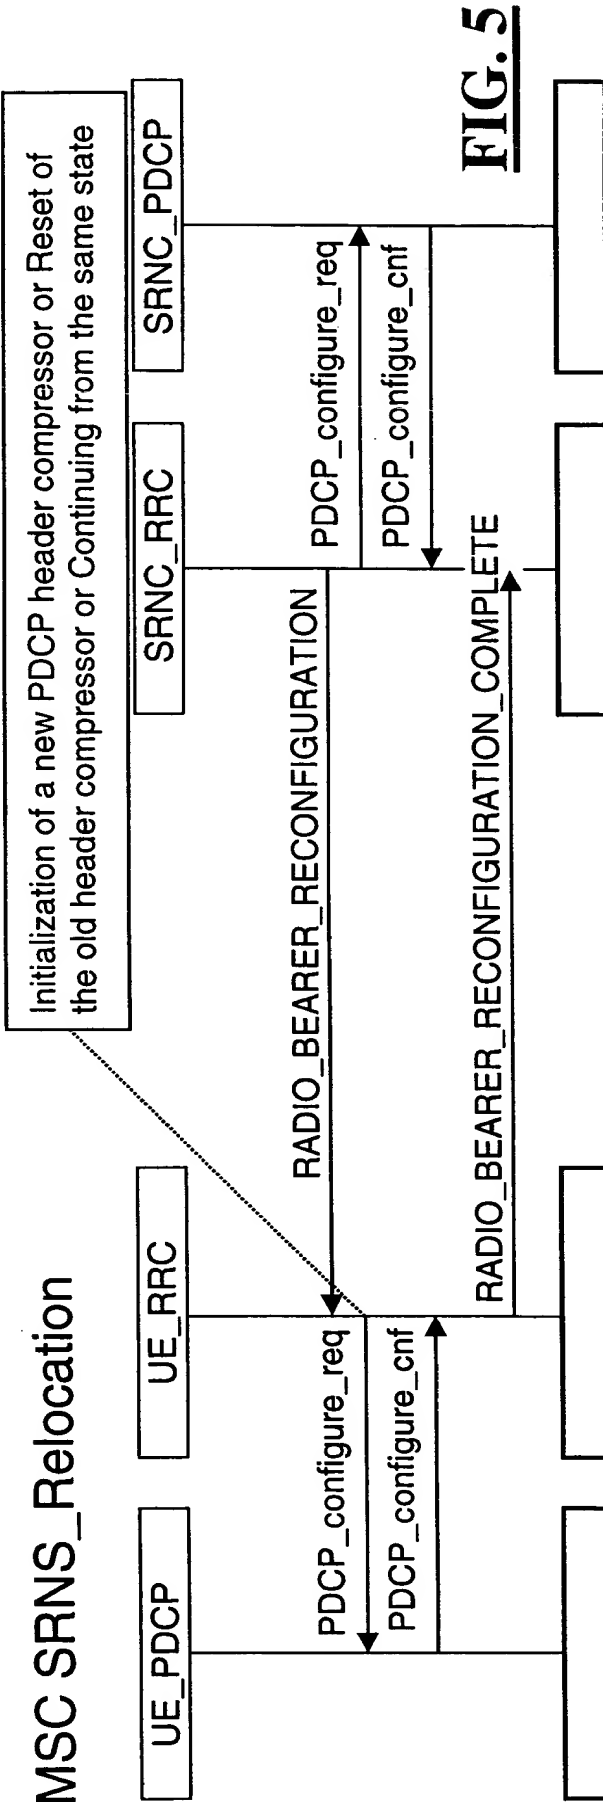 MSC SRNS_Relocation
Initialization of a new PDCP header compressor or Reset of
the old header compressor or Continuing from the same state
UE_PDCP
UE_RRC
SRNC_RRC
SRNC_PDCP
RADIO_BEARER_RECONFIGURATION
PDCP_configure_req
PDCP_configure_req
PDCP_configure_cnf
PDCP_configure_cnf
RADIO_BEARER_RECONFIGURATION_COMPLETE
FIG. 5